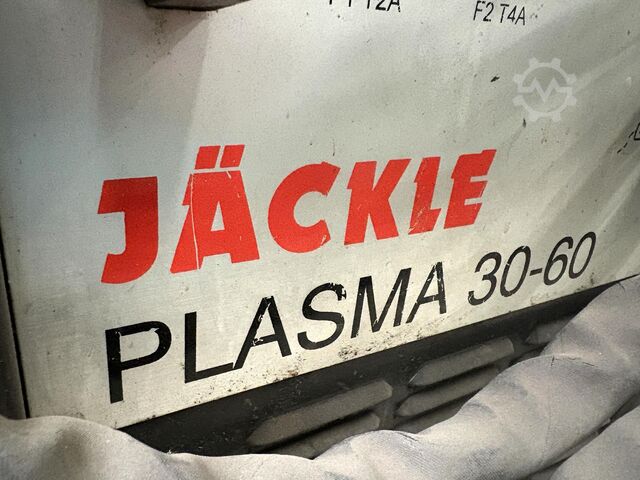 F1 T2A
F2 T4A
JÄCKLE
PLASMA 30-60